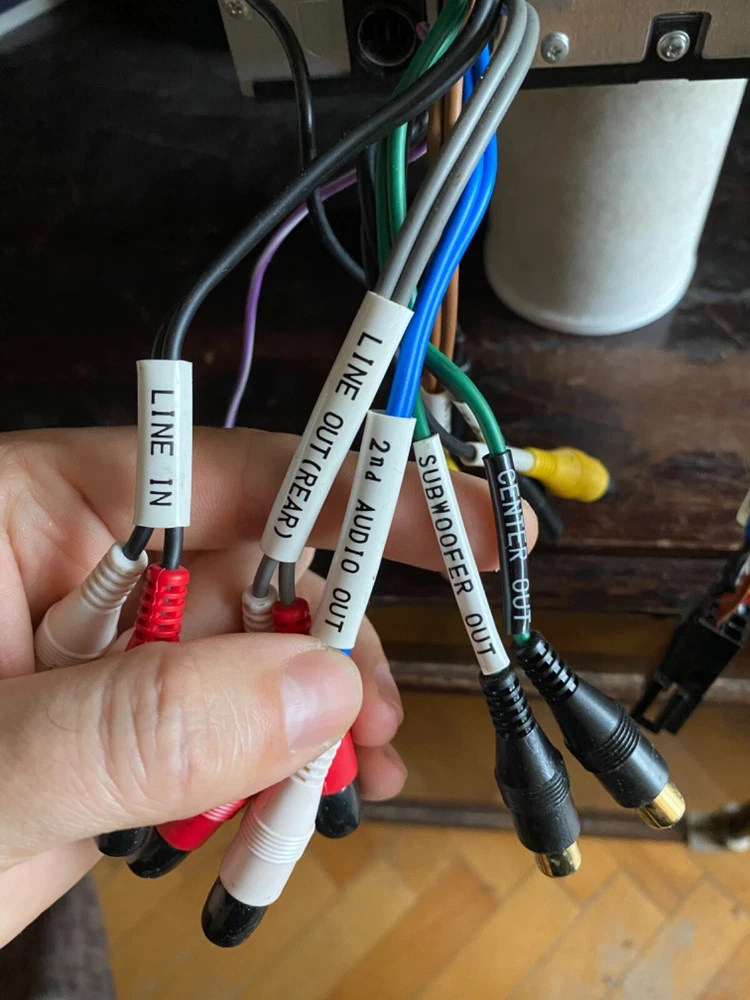 LINE IN
LINE OUT(REAR)
2nd AUDIO OUT
SUBWOOFER OUT
CENTER OUT